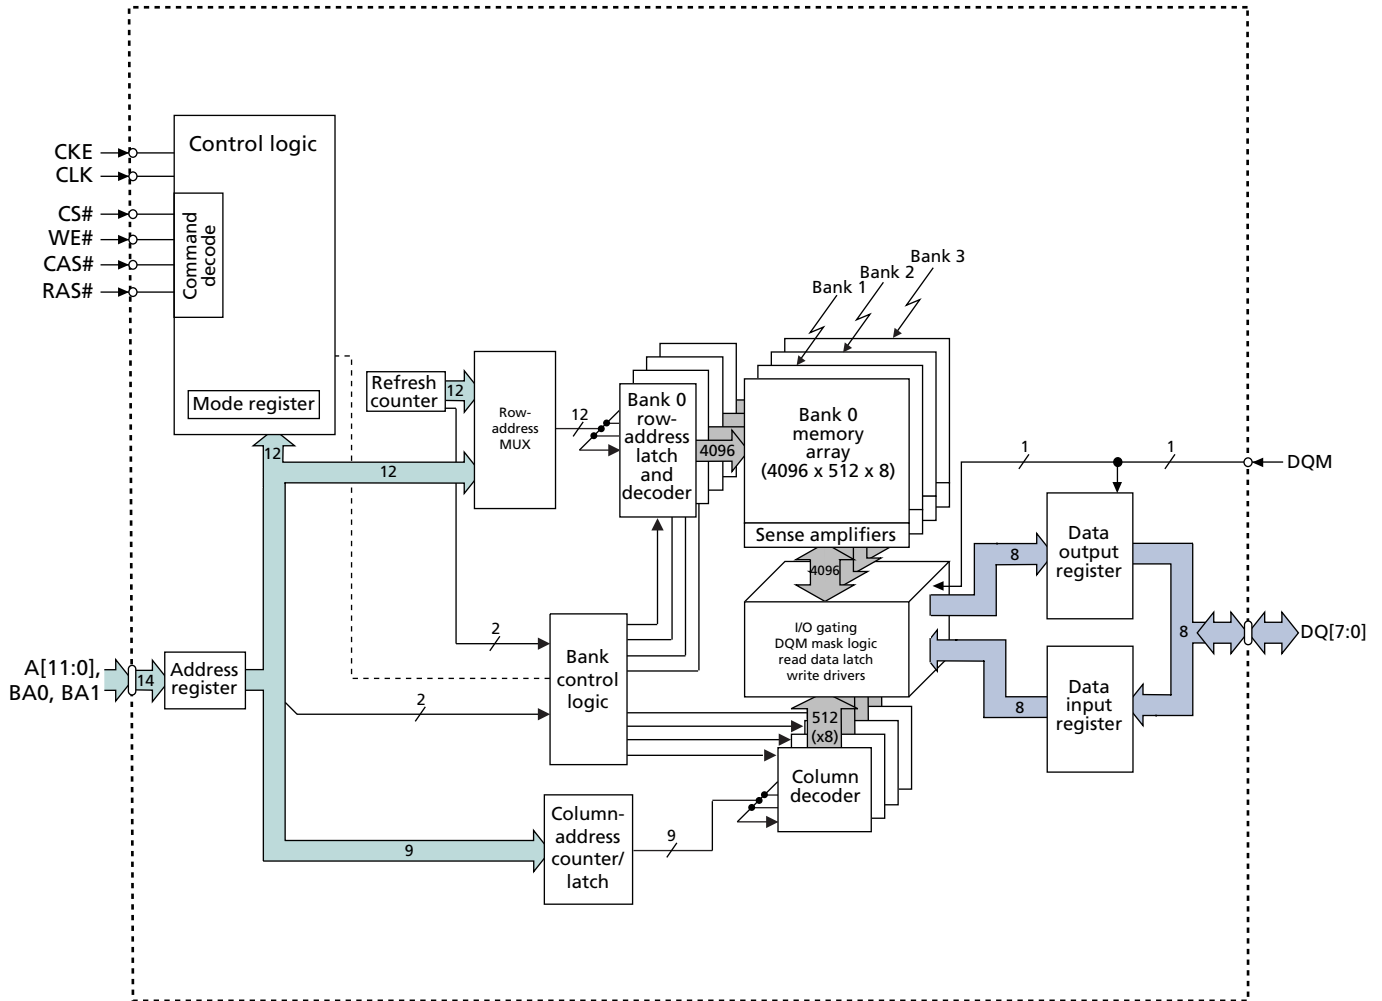 Control logic
CKE
CLK
CS#
WE#
CAS#
RAS#
Command
decode
Mode register
Bank 3
Bank 2
Bank 1
Refresh
counter
12
Row-
address
MUX
12
Bank 0
row-
address
latch
and
decoder
4096
Bank 0
memory
array
(4096 x 512 x 8)
Sense amplifiers
12
12
1
1
DQM
4096
8
Data
output
register
I/O gating
DQM mask logic
read data latch
write drivers
8
DQ[7:0]
2
Bank
control
logic
A[11:0],
BA0, BA1
14
Address
register
2
8
Data
input
register
512
(x8)
Column
decoder
Column-
address
counter/
latch
9
9